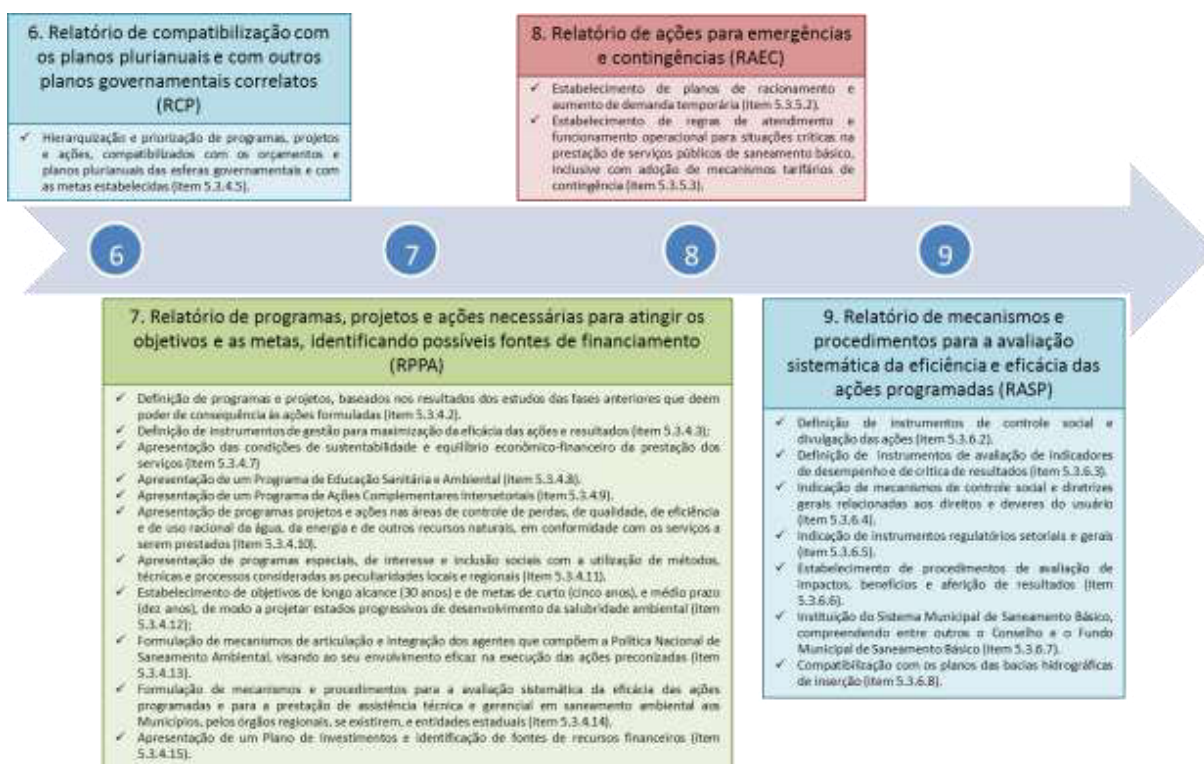 6. Relatório de compatibilização com
os planos plurianuais e com outros
planos governamentais correlatos
(RCP)
✓ Hierarquização e priorização de programas, projetos
e ações, compatibilizados com os orçamentos e
planos plurianuais das esferas governamentais e com
as metas estabelecidas (item 5.3.4.5).
8. Relatório de ações para emergências
e contingências (RAEC)
✓ Estabelecimento de planos de racionamento e
aumento de demanda temporária (item 5.3.5.2).
✓ Estabelecimento de regras de atendimento e
funcionamento operacional para situações críticas na
prestação de serviços públicos de saneamento básico,
inclusive com adoção de mecanismos tarifários de
contingência (item 5.3.5.3).
6
7
8
9
7. Relatório de programas, projetos e ações necessárias para atingir os
objetivos e as metas, identificando possíveis fontes de financiamento
(RPPA)
✓ Definição de programas e projetos, baseados nos resultados dos estudos das fases anteriores que deem
poder de consequência às ações formuladas (item 5.3.4.2).
✓ Definição de instrumentos de gestão para maximização da eficácia das ações e resultados (item 5.3.4.3);
✓ Apresentação das condições de sustentabilidade e equilíbrio econômico-financeiro da prestação dos
serviços (item 5.3.4.7)
✓ Apresentação de um Programa de Educação Sanitária e Ambiental (item 5.3.4.8).
✓ Apresentação de um Programa de Ações Complementares Intersetoriais (item 5.3.4.9).
✓ Apresentação de programas projetos e ações nas áreas de controle de perdas, de qualidade, de eficiência
e de uso racional da água, da energia e de outros recursos naturais, em conformidade com os serviços a
serem prestados (item 5.3.4.10).
✓ Apresentação de programas especiais, de interesse e inclusão sociais com a utilização de métodos,
técnicas e processos consideradas as peculiaridades locais e regionais (item 5.3.4.11).
✓ Estabelecimento de objetivos de longo alcance (30 anos) e de metas de curto (cinco anos), e médio prazo
(dez anos), de modo a projetar estados progressivos de desenvolvimento da salubridade ambiental (item
5.3.4.12);
✓ Formulação de mecanismos de articulação e integração dos agentes que compõem a Política Nacional de
Saneamento Ambiental, visando ao seu envolvimento eficaz na execução das ações preconizadas (item
5.3.4.13).
✓ Formulação de mecanismos e procedimentos para a avaliação sistemática da eficácia das ações
programadas e para a prestação de assistência técnica e gerencial em saneamento ambiental aos
Municípios, pelos órgãos regionais, se existirem, e entidades estaduais (item 5.3.4.14).
✓ Apresentação de um Plano de Investimentos e identificação de fontes de recursos financeiros (item
5.3.4.15).
9. Relatório de mecanismos e
procedimentos para a avaliação
sistemática da eficiência e eficácia das
ações programadas (RASP)
✓ Definição de instrumentos de controle social e
divulgação das ações (item 5.3.6.2).
✓ Definição de instrumentos de avaliação de indicadores
de desempenho e de crítica de resultados (item 5.3.6.3).
✓ Indicação de mecanismos de controle social e diretrizes
gerais relacionadas aos direitos e deveres do usuário
(item 5.3.6.4).
✓ Indicação de instrumentos regulatórios setoriais e gerais
(item 5.3.6.5).
✓ Estabelecimento de procedimentos de avaliação de
impactos, benefícios e aferição de resultados (item
5.3.6.6).
✓ Instituição do Sistema Municipal de Saneamento Básico,
compreendendo entre outros o Conselho e o Fundo
Municipal de Saneamento Básico (item 5.3.6.7).
✓ Compatibilização com os planos das bacias hidrográficas
de inserção (item 5.3.6.8).